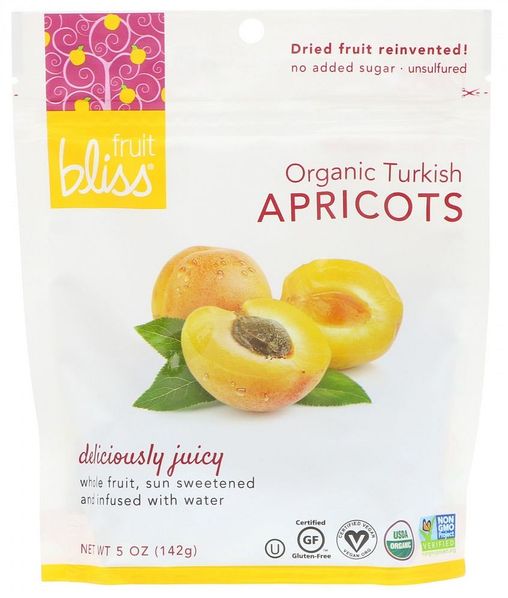 Dried fruit reinvented!
no added sugar · unsulfured
fruit
bliss®
Organic Turkish
APRICOTS
deliciously juicy
whole fruit, sun sweetened
and infused with water
NET WT 5 OZ (142g)
U
Certified
GF
Gluten-Free
CERTIFIED VEGAN
VEGAN.ORG
USDA
ORGANIC
NON
GMO
Project
VERIFIED
nongmoproject.org